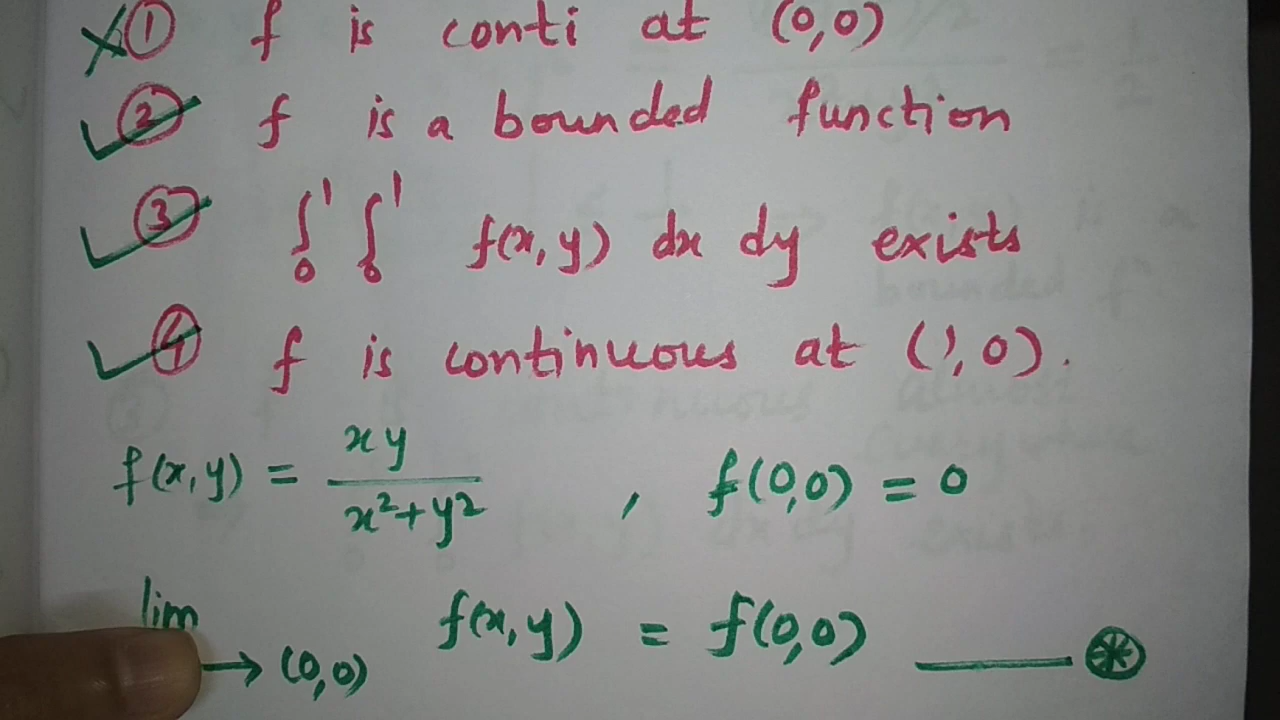 ✗① f is conti at (0,0)
✓② f is a bounded function
✓③ ∫₀¹ ∫₀¹ f(x,y) dx dy exists
✓④ f is continuous at (1,0).
f(x,y) = xy / x²+y² , f(0,0) = 0
lim → (0,0) f(x,y) = f(0,0) —— ⊛